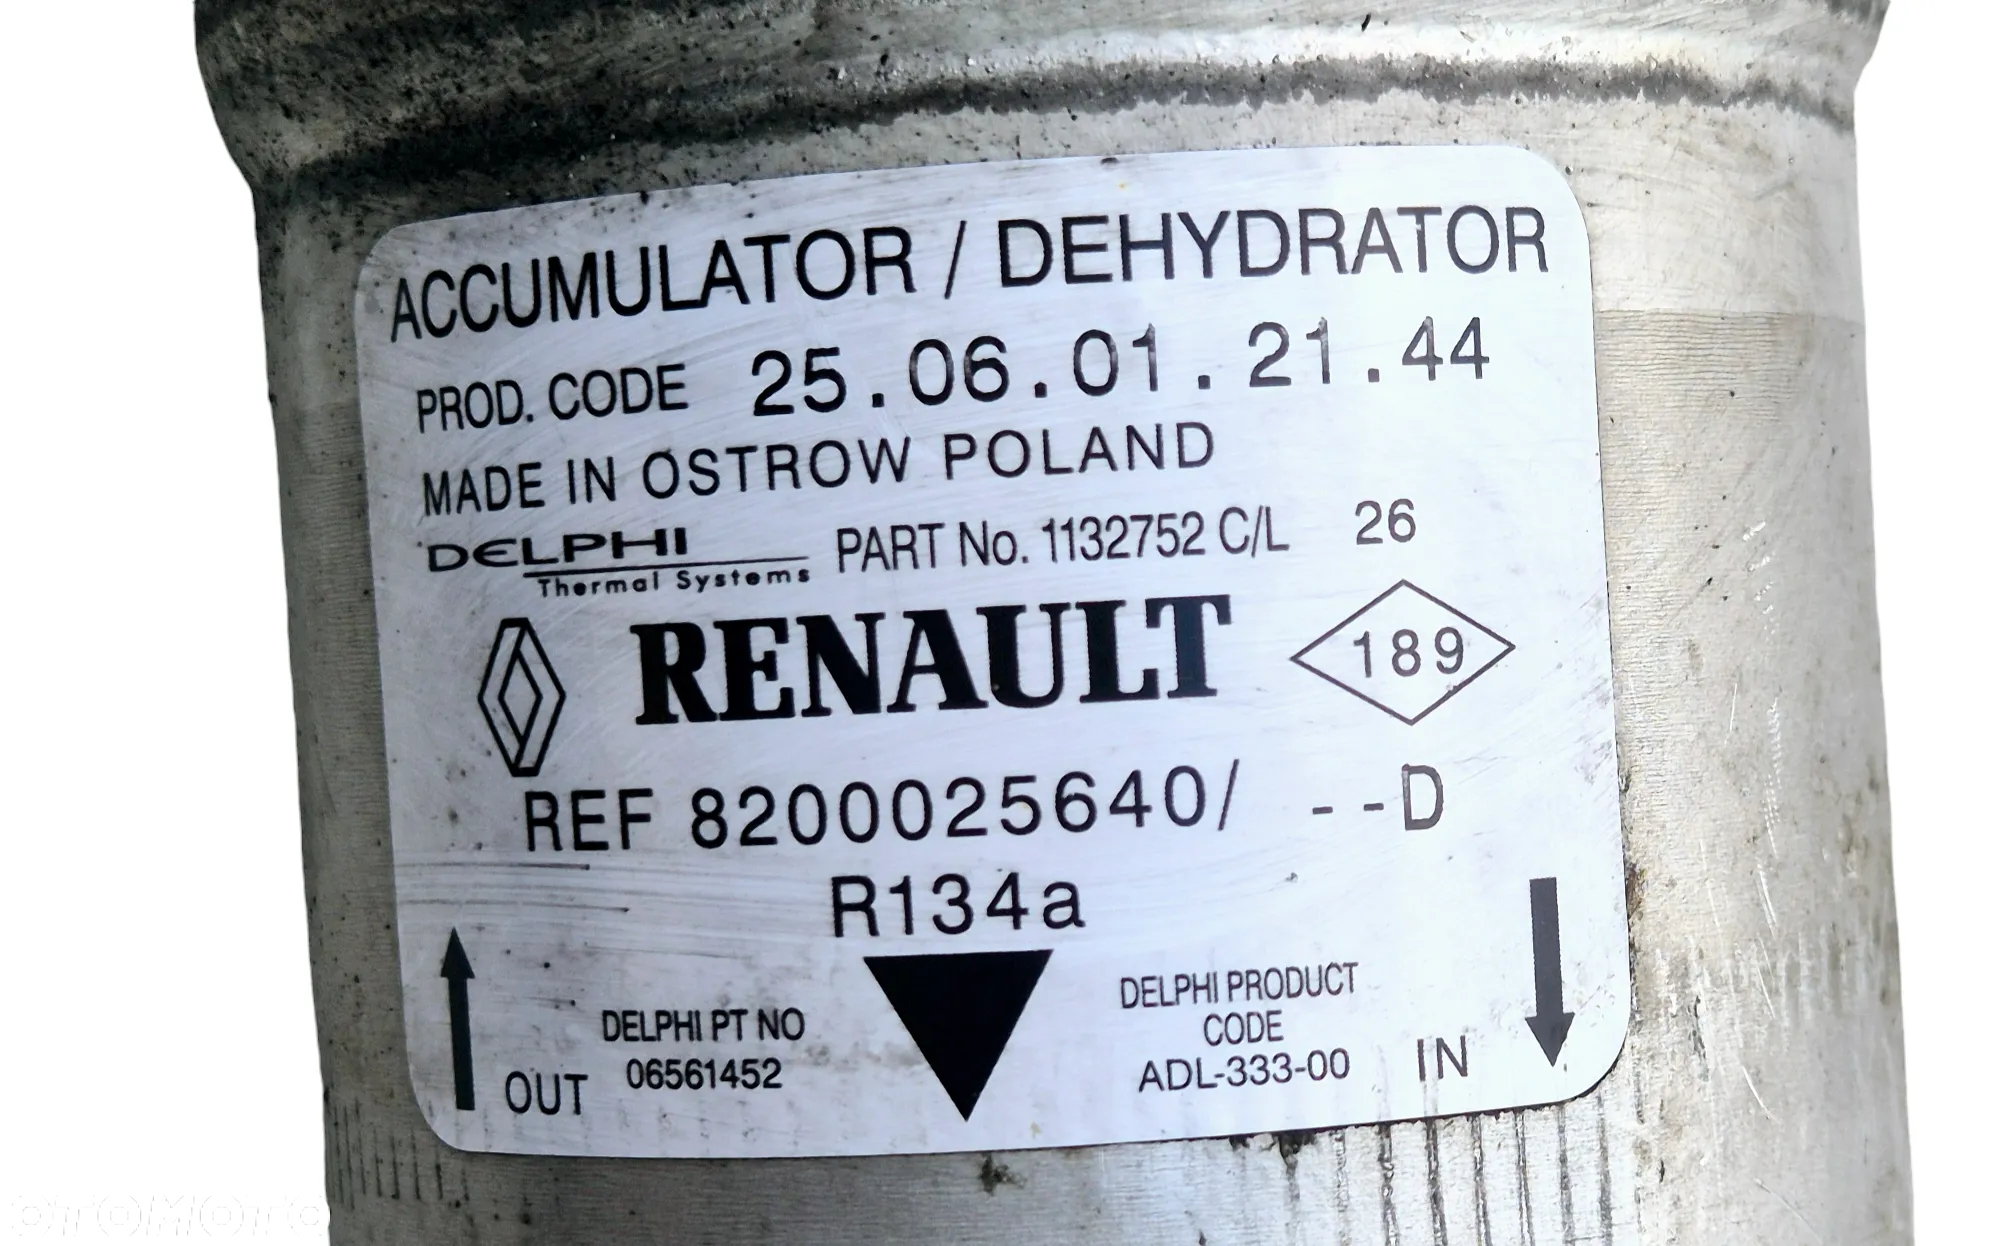 ACCUMULATOR / DEHYDRATOR
PROD. CODE 25.06.01.21.44
MADE IN OSTROW POLAND
DELPHI
Thermal Systems
PART No. 1132752 C/L 26
RENAULT 189
REF 8200025640/ --D
R134a
OUT
DELPHI PT NO
06561452
DELPHI PRODUCT
CODE
ADL-333-00
IN
OTOMOTO